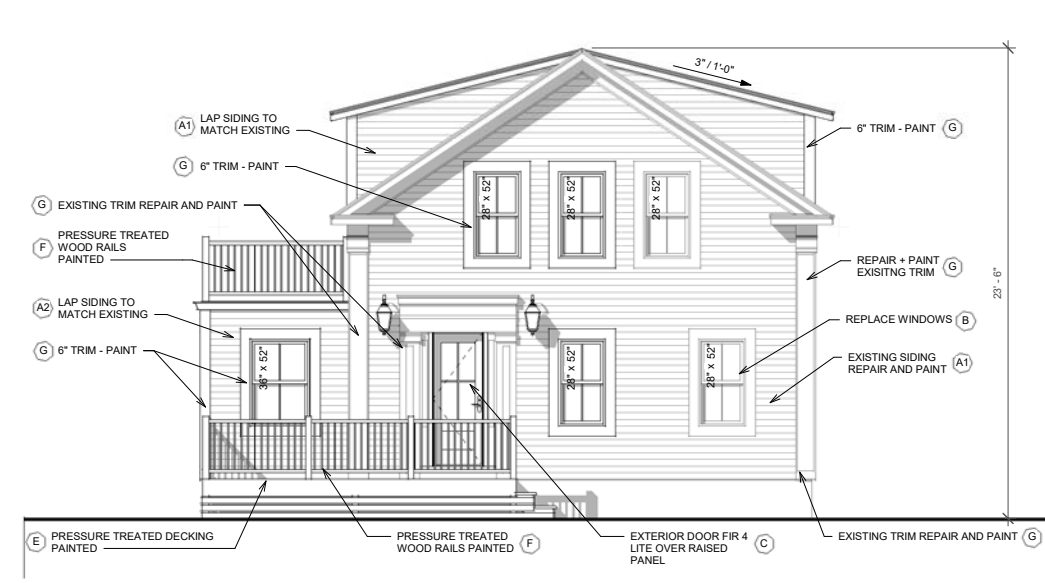 3" / 1'-0"
A1 LAP SIDING TO
MATCH EXISTING
6" TRIM - PAINT G
G 6" TRIM - PAINT
28" X 52"
28" X 52"
28" X 52"
G EXISTING TRIM REPAIR AND PAINT
F PRESSURE TREATED
WOOD RAILS
PAINTED
REPAIR + PAINT
EXISITNG TRIM G
23' - 6"
A2 LAP SIDING TO
MATCH EXISTING
REPLACE WINDOWS B
G 6" TRIM - PAINT
36" X 52"
28" X 52"
28" X 52"
EXISTING SIDING
REPAIR AND PAINT A1
E PRESSURE TREATED DECKING
PAINTED
PRESSURE TREATED
WOOD RAILS PAINTED F
EXTERIOR DOOR FIR 4
LITE OVER RAISED
PANEL C
EXISTING TRIM REPAIR AND PAINT G